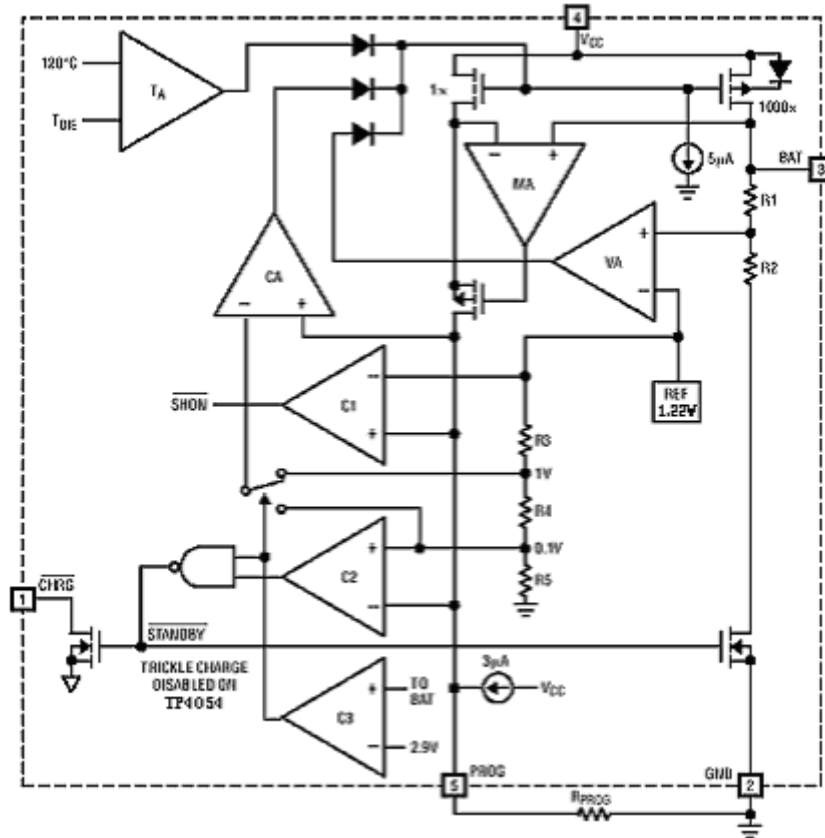 4
VCC
120°C
TA
TDIE
1x
1000x
5µA
BAT
3
MA
R1
R2
VA
CA
REF
1.22V
SHDN
C1
R3
1V
R4
0.1V
R5
C2
1
CHRG
STANDBY
TRICKLE CHARGE
DISABLED ON
TP4054
C3
TO
BAT
2.9V
3µA
VCC
5
PROG
GND
2
RPROG